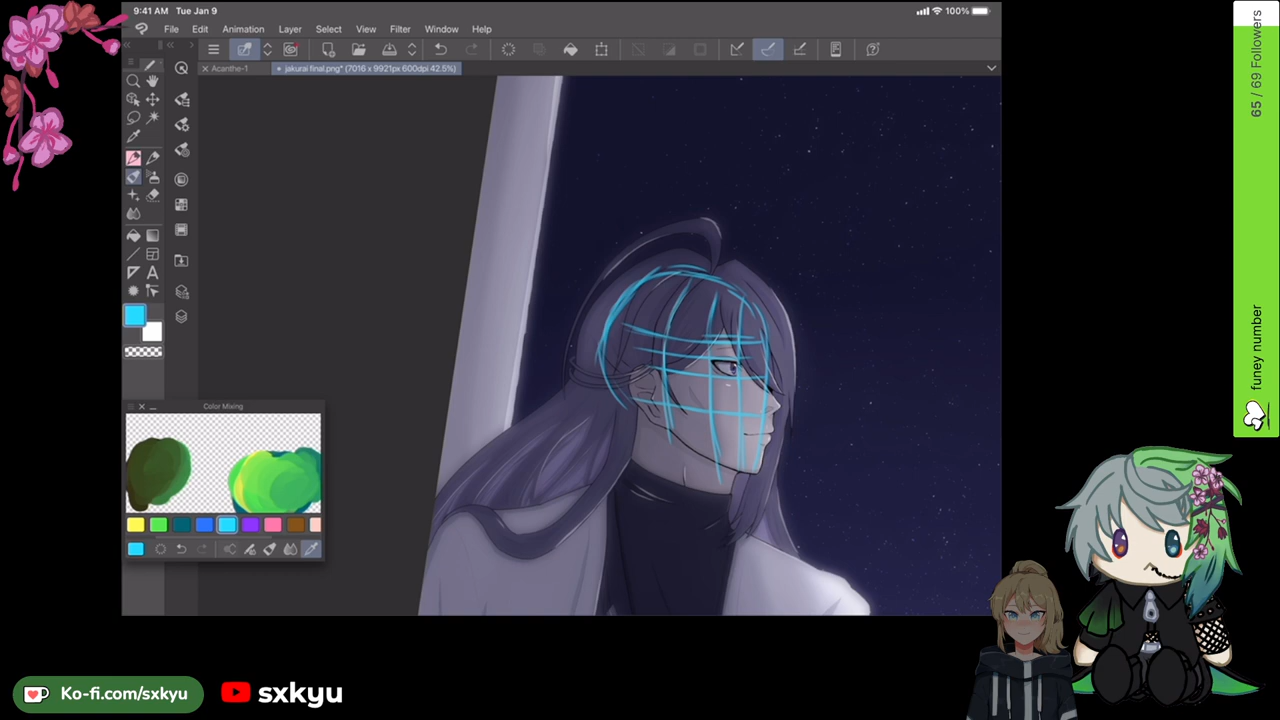 9:41 AM Tue Jan 9
100%
File Edit Animation Layer Select View Filter Window Help
Acanthe-1
jakurai final.png* (7016 x 9921px 600dpi 42.5%)
A
Color Mixing
65 / 69 Followers
funey number
Ko-fi.com/sxkyu
sxkyu